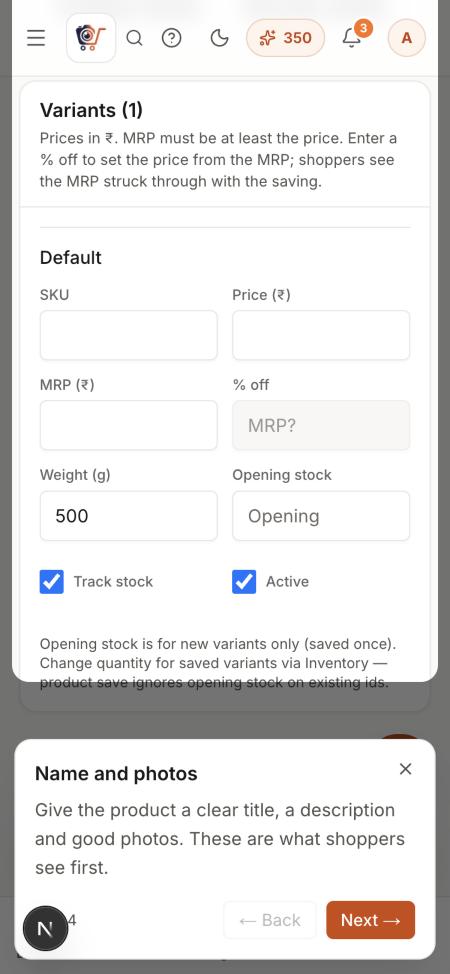 350
3
A
Variants (1)
Prices in ₹. MRP must be at least the price. Enter a
% off to set the price from the MRP; shoppers see
the MRP struck through with the saving.
Default
SKU
Price (₹)
MRP (₹)
% off
MRP?
Weight (g)
Opening stock
500
Opening
Track stock
Active
Opening stock is for new variants only (saved once).
Change quantity for saved variants via Inventory —
product save ignores opening stock on existing ids.
Name and photos
Give the product a clear title, a description
and good photos. These are what shoppers
see first.
N
4
← Back
Next →